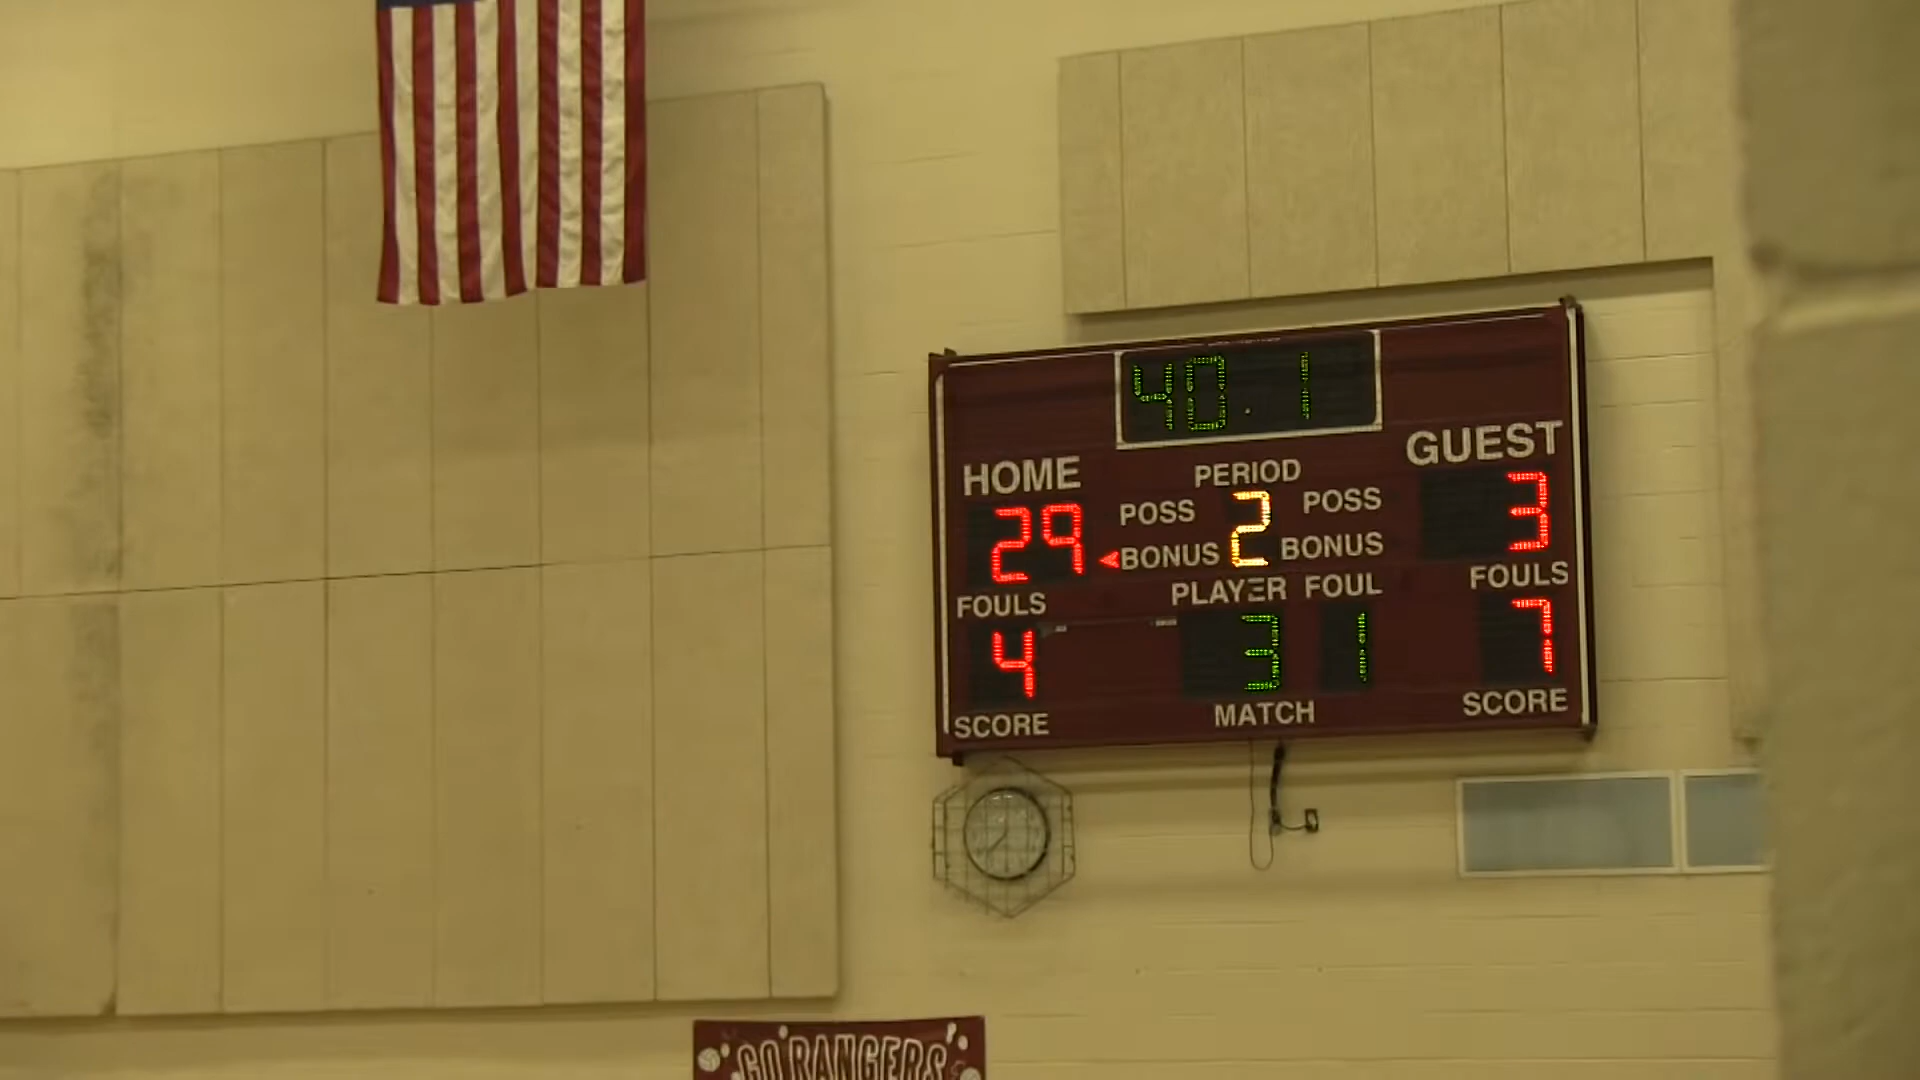 40.1
HOME PERIOD GUEST
29 POSS 2 POSS 3
BONUS BONUS
FOULS PLAYER FOUL FOULS
4 3 1 7
SCORE MATCH SCORE
GO RANGERS